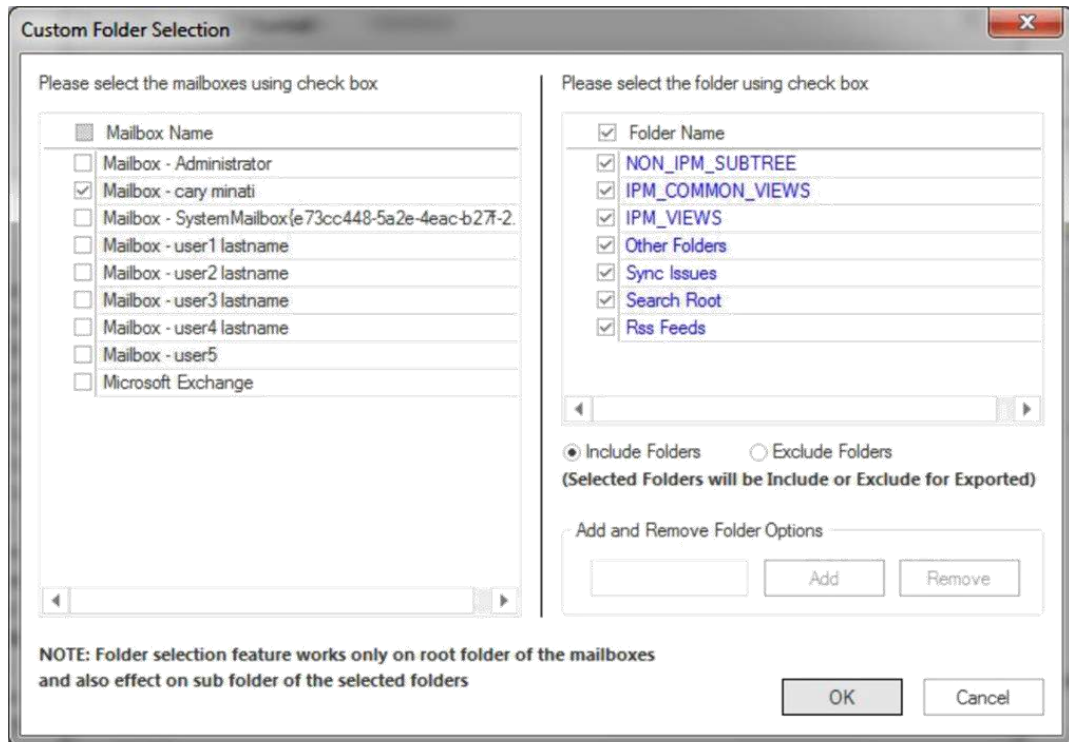 Custom Folder Selection
Please select the mailboxes using check box
Mailbox Name
Mailbox - Administrator
Mailbox - cary minati
Mailbox - SystemMailbox{e73cc448-5a2e-4eac-b27f-2.
Mailbox - user1 lastname
Mailbox - user2 lastname
Mailbox - user3 lastname
Mailbox - user4 lastname
Mailbox - user5
Microsoft Exchange
Please select the folder using check box
Folder Name
NON_IPM_SUBTREE
IPM_COMMON_VIEWS
IPM_VIEWS
Other Folders
Sync Issues
Search Root
Rss Feeds
Include Folders Exclude Folders
(Selected Folders will be Include or Exclude for Exported)
Add and Remove Folder Options
Add Remove
NOTE: Folder selection feature works only on root folder of the mailboxes
and also effect on sub folder of the selected folders
OK Cancel